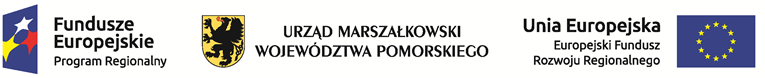 Fundusze
Europejskie
Program Regionalny
URZĄD MARSZAŁKOWSKI
WOJEWÓDZTWA POMORSKIEGO
Unia Europejska
Europejski Fundusz
Rozwoju Regionalnego